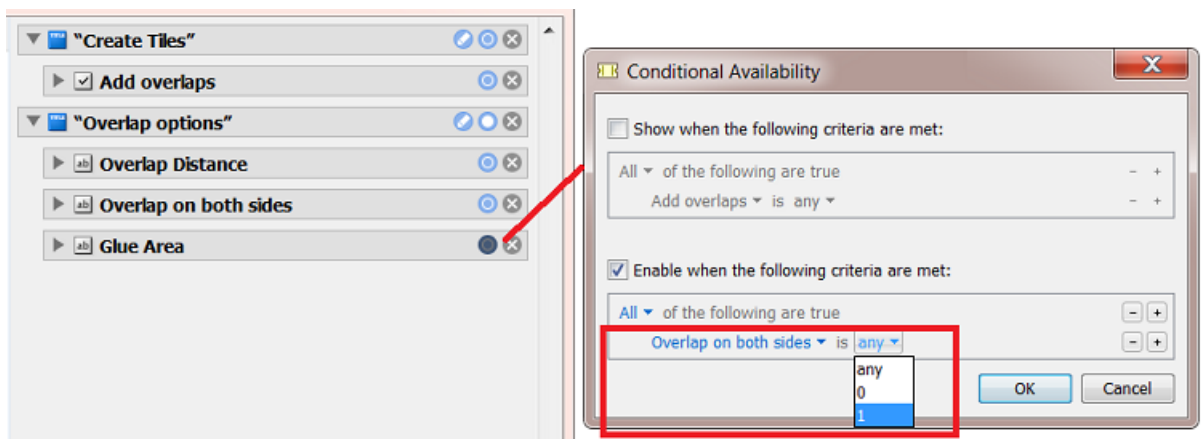 "Create Tiles"
Add overlaps
"Overlap options"
ab Overlap Distance
ab Overlap on both sides
ab Glue Area
Conditional Availability
Show when the following criteria are met:
All of the following are true
Add overlaps is any
Enable when the following criteria are met:
All of the following are true
Overlap on both sides is any
any
0
1
OK Cancel